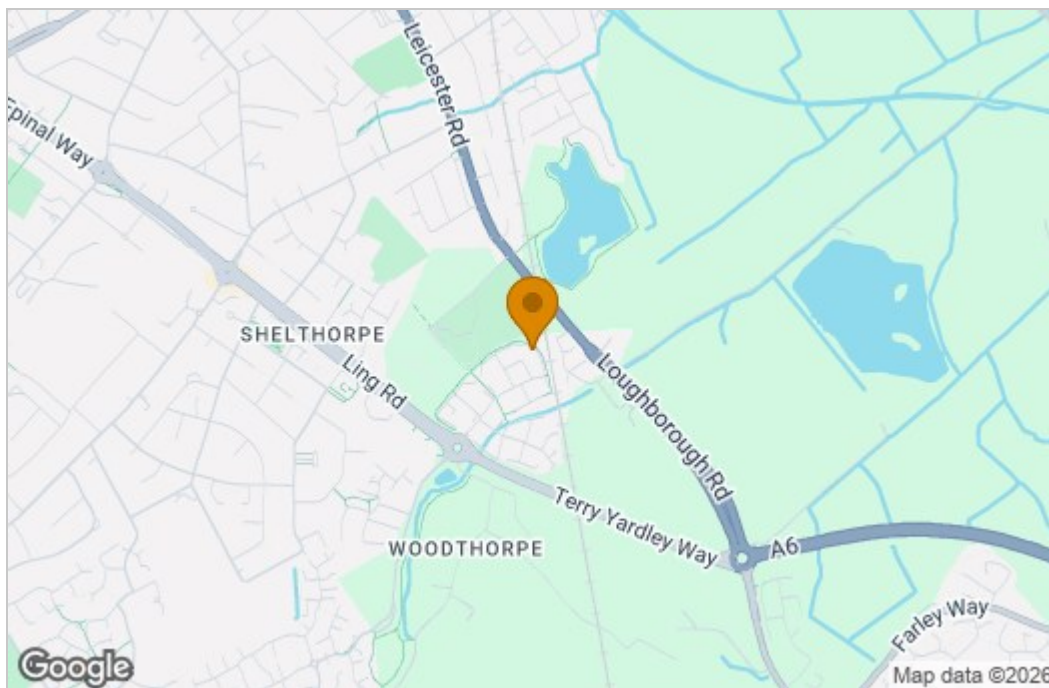 Leicester Rd
Epinal Way
SHELTHORPE
Ling Rd
Loughborough Rd
Terry Yardley Way
WOODTHORPE
A6
Farley Way
Google
Map data ©2026